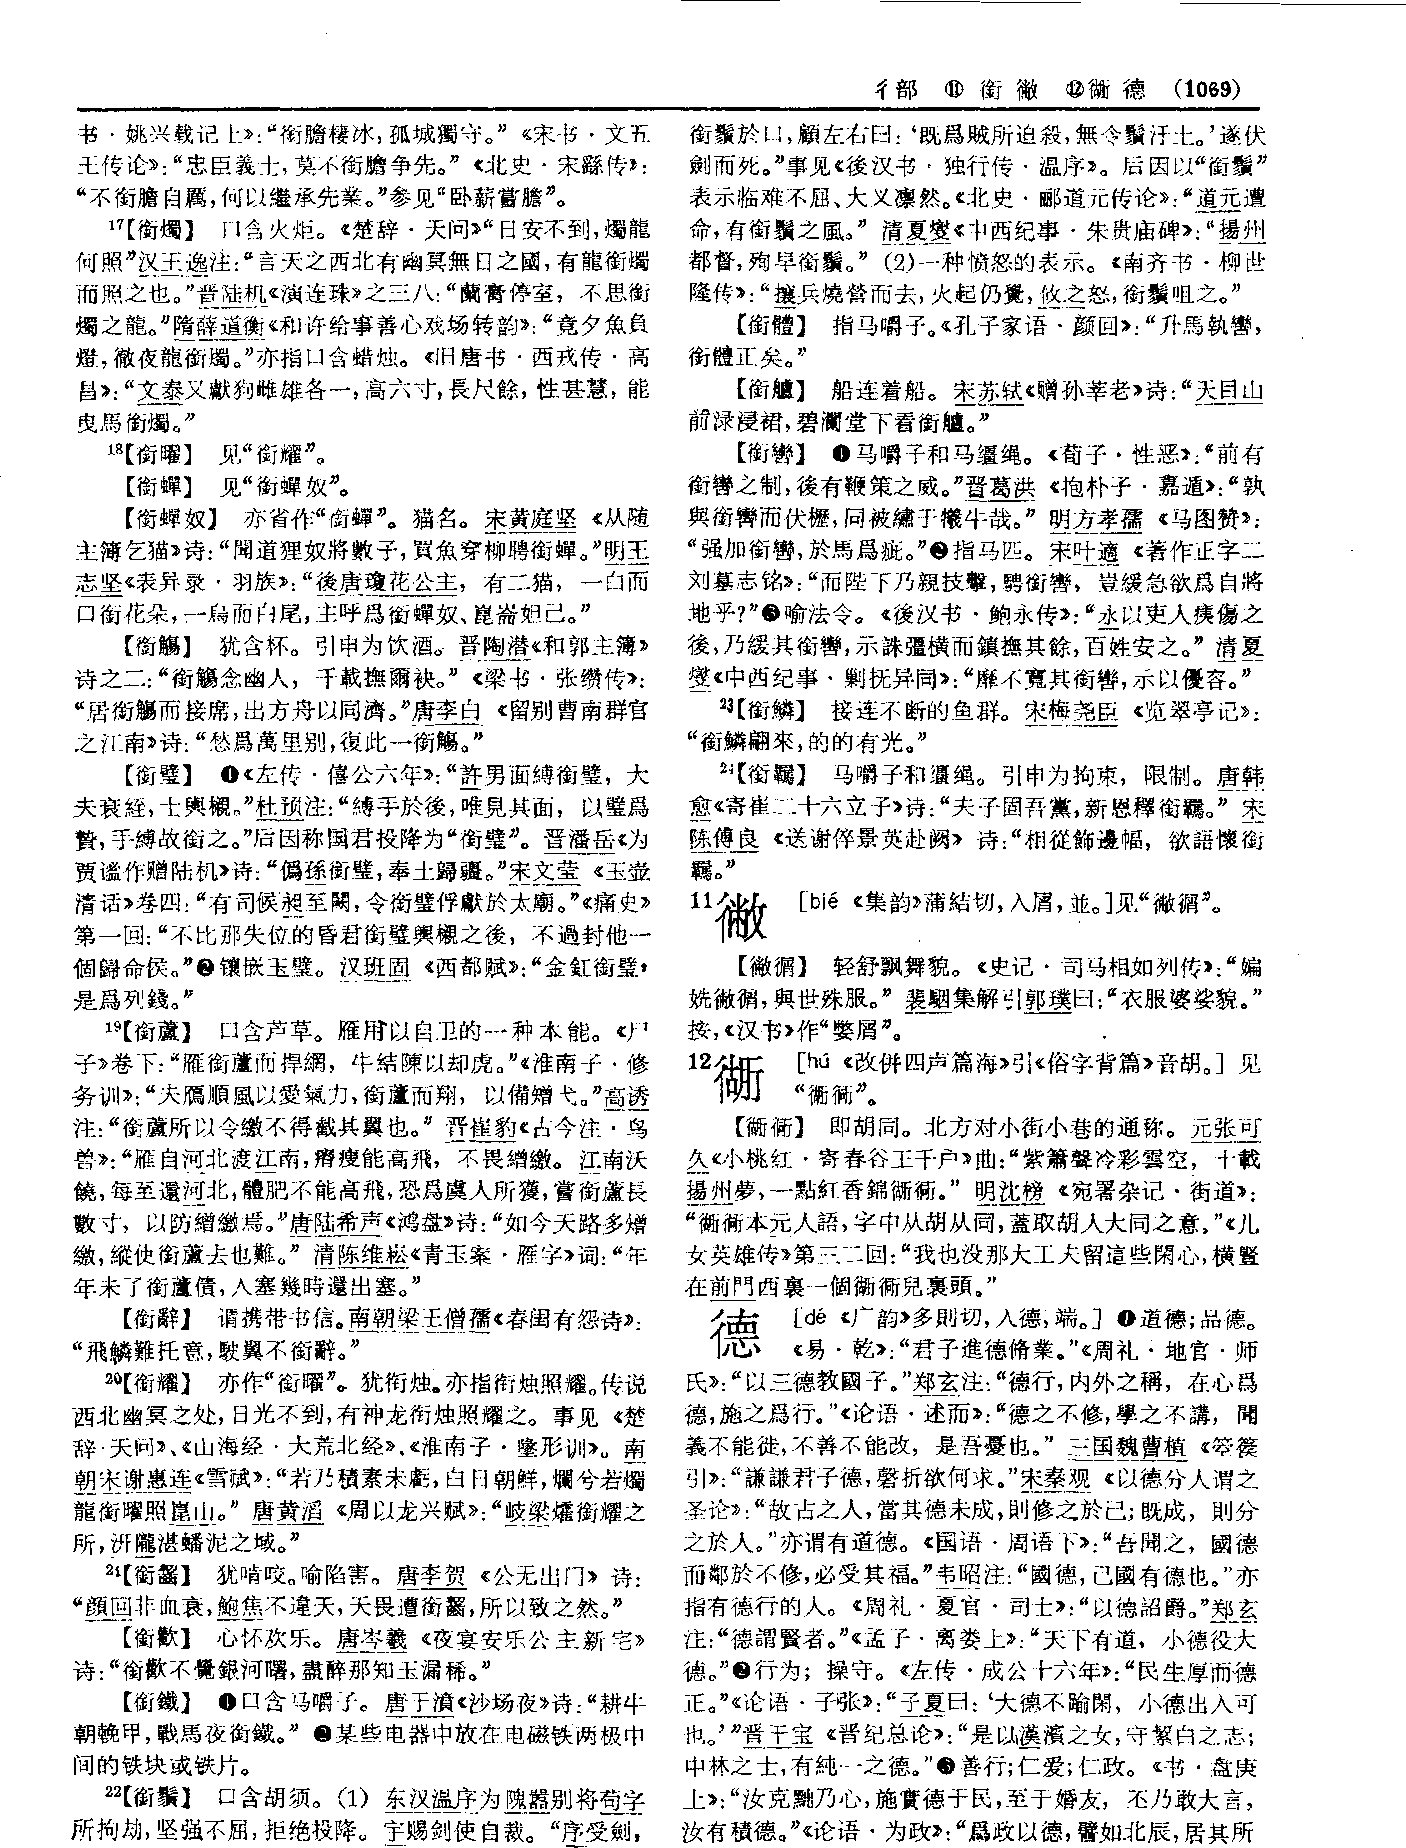 彳部 ⑪ 銜 徶 ⑫衚 德 (1069)
书·姚兴载记上》:“銜膽棲冰,孤城獨守。”《宋书·文五
王传论》:“忠臣義士,莫不銜膽争先。”《北史·宋繇传》:
“不銜膽自厲,何以繼承先業。”参见“卧薪嘗膽”。
17【銜燭】 口含火炬。《楚辞·天问》“日安不到,燭龍
何照”汉王逸注:“言天之西北有幽冥無日之國,有龍銜燭
而照之也。”晋陆机《演连珠》之三八:“蘭膏停室,不思銜
燭之龍。”隋薛道衡《和许给事善心戏场转韵》:“竟夕魚負
燈,徹夜龍銜燭。”亦指口含蜡烛。《旧唐书·西戎传·高
昌》:“文泰又獻狗雌雄各一,高六寸,長尺餘,性甚慧,能
曳馬銜燭。”
18【銜曜】 见“銜耀”。
【銜蟬】 见“銜蟬奴”。
【銜蟬奴】 亦省作“銜蟬”。猫名。宋黄庭坚《从随
主簿乞猫》诗:“聞道狸奴將數子,買魚穿柳聘銜蟬。”明王
志坚《表异录·羽族》:“後唐瓊花公主,有二猫,一白而
口銜花朵,一烏而白尾,主呼爲銜蟬奴、崑崙妲己。”
【銜觴】 犹含杯。引申为饮酒。晋陶潜《和郭主簿》
诗之二:“銜觴念幽人,千載撫爾袂。”《梁书·张缵传》:
“居銜觴而接席,出方舟以同濟。”唐李白《留别曹南群官
之江南》诗:“愁爲萬里别,復此一銜觴。”
【銜璧】 ❶《左传·僖公六年》:“許男面縛銜璧,大
夫衰絰,士輿櫬。”杜预注:“縛手於後,唯見其面,以璧爲
贄,手縛故銜之。”后因称国君投降为“銜璧”。晋潘岳《为
贾谧作赠陆机》诗:“僞孫銜璧,奉土歸疆。”宋文莹《玉壶
清话》卷四:“有司候昶至闕,令銜璧俘獻於太廟。”《痛史》
第一回:“不比那失位的昏君銜璧輿櫬之後,不過封他一
個歸命侯。”❷镶嵌玉璧。汉班固《西都赋》:“金釭銜璧,
是爲列錢。”
19【銜蘆】 口含芦草。雁用以自卫的一种本能。《尸
子》卷下:“雁銜蘆而捍網,牛結陳以却虎。”《淮南子·修
务训》:“夫鴈順風以愛氣力,銜蘆而翔,以備矰弋。”高诱
注:“銜蘆所以令繳不得截其翼也。”晋崔豹《古今注·鸟
兽》:“雁自河北渡江南,瘠瘦能高飛,不畏繒繳。江南沃
饒,每至還河北,體肥不能高飛,恐爲虞人所獲,嘗銜蘆長
數寸,以防繒繳焉。”唐陆希声《鸿盘》诗:“如今天路多矰
繳,縱使銜蘆去也難。”清陈维崧《青玉案·雁字》词:“年
年未了銜蘆債,入塞幾時還出塞。”
【銜辭】 谓携带书信。南朝梁王僧孺《春闺有怨诗》:
“飛鱗難托意,駛翼不銜辭。”
20【銜耀】 亦作“銜曜”。犹衔烛。亦指衔烛照耀。传说
西北幽冥之处,日光不到,有神龙衔烛照耀之。事见《楚
辞·天问》、《山海经·大荒北经》、《淮南子·墬形训》。南
朝宋谢惠连《雪赋》:“若乃積素未虧,白日朝鮮,爛兮若燭
龍銜曜照崑山。”唐黄滔《周以龙兴赋》:“岐梁爞銜耀之
所,汧隴湛蟠泥之域。”
21【銜齧】 犹啃咬。喻陷害。唐李贺《公无出门》诗:
“顔回非血衰,鮑焦不違天,天畏遭銜齧,所以致之然。”
【銜歡】 心怀欢乐。唐岑羲《夜宴安乐公主新宅》
诗:“銜歡不覺銀河曙,盡醉那知玉漏稀。”
【銜鐵】 ❶口含马嚼子。唐于濆《沙场夜》诗:“耕牛
朝輓甲,戰馬夜銜鐵。”❷某些电器中放在电磁铁两极中
间的铁块或铁片。
22【銜鬚】 口含胡须。(1)东汉温序为隗嚣别将苟宇
所拘劫,坚强不屈,拒绝投降。宇赐剑使自裁。“序受劍,
銜鬚於口,顧左右曰:‘既爲賊所迫殺,無令鬚汙土。’遂伏
劍而死。”事见《後汉书·独行传·温序》。后因以“銜鬚”
表示临难不屈、大义凛然。《北史·郦道元传论》:“道元遭
命,有銜鬚之風。”清夏燮《中西纪事·朱贵庙碑》:“揚州
都督,殉早銜鬚。”(2)一种愤怒的表示。《南齐书·柳世
隆传》:“攘兵燒營而去,火起仍覺,攸之怒,銜鬚咀之。”
【銜體】 指马嚼子。《孔子家语·颜回》:“升馬執轡,
銜體正矣。”
【銜艫】 船连着船。宋苏轼《赠孙莘老》诗:“天目山
前渌浸裾,碧瀾堂下看銜艫。”
【銜轡】 ❶马嚼子和马缰绳。《荀子·性恶》:“前有
銜轡之制,後有鞭策之威。”晋葛洪《抱朴子·嘉遁》:“孰
與銜轡而伏櫪,同被繡于犧牛哉。”明方孝孺《马图赞》:
“强加銜轡,於馬爲疵。”❷指马匹。宋叶適《著作正字二
刘墓志铭》:“而陛下乃親技擊,騁銜轡,豈緩急欲爲自將
地乎?”❸喻法令。《後汉书·鲍永传》:“永以吏人痍傷之
後,乃緩其銜轡,示誅彊横而鎮撫其餘,百姓安之。”清夏
燮《中西纪事·剿抚异同》:“靡不寬其銜轡,示以優容。”
23【銜鱗】 接连不断的鱼群。宋梅尧臣《览翠亭记》:
“銜鱗翩來,的的有光。”
24【銜羈】 马嚼子和缰绳。引申为拘束,限制。唐韩
愈《寄崔二十六立子》诗:“夫子固吾黨,新恩釋銜羈。”宋
陈傅良《送谢倅景英赴阙》诗:“相從飾邊幅,欲語懷銜
羈。”
11徶 [bié《集韵》蒲結切,入屑,並。]见“徶㣯”。
【徶㣯】 轻舒飘舞貌。《史记·司马相如列传》:“媥
姺徶㣯,與世殊服。”裴駰集解引郭璞曰:“衣服婆娑貌。”
按,《汉书》作“嫳屑”。
12衚 [hú《改併四声篇海》引《俗字背篇》音胡。]见
“衚衕”。
【衚衕】 即胡同。北方对小街小巷的通称。元张可
久《小桃红·寄春谷王千户》曲:“紫簫聲冷彩雲空,十載
揚州夢,一點紅香錦衚衕。”明沈榜《宛署杂记·街道》:
“衚衕本元人語,字中从胡从同,蓋取胡人大同之意。”《儿
女英雄传》第三二回:“我也没那大工夫留這些閑心,横豎
在前門西裏一個衚衕兒裏頭。”
德 [dé《广韵》多則切,入德,端。]❶道德;品德。
《易·乾》:“君子進德脩業。”《周礼·地官·师
氏》:“以三德教國子。”郑玄注:“德行,内外之稱,在心爲
德,施之爲行。”《论语·述而》:“德之不修,學之不講,聞
義不能徙,不善不能改,是吾憂也。”三国魏曹植《箜篌
引》:“謙謙君子德,磬折欲何求。”宋秦观《以德分人谓之
圣论》:“故古之人,當其德未成,則修之於己;既成,則分
之於人。”亦谓有道德。《国语·周语下》:“吾聞之,國德
而鄰於不修,必受其福。”韦昭注:“國德,己國有德也。”亦
指有德行的人。《周礼·夏官·司士》:“以德詔爵。”郑玄
注:“德謂賢者。”《孟子·离娄上》:“天下有道,小德役大
德。”❷行为;操守。《左传·成公十六年》:“民生厚而德
正。”《论语·子张》:“子夏曰:‘大德不踰閑,小德出入可
也。’”晋干宝《晋纪总论》:“是以漢濱之女,守絜白之志;
中林之士,有純一之德。”❸善行;仁爱;仁政。《书·盘庚
上》:“汝克黜乃心,施實德于民,至于婚友,丕乃敢大言,
汝有積德。”《论语·为政》:“爲政以德,譬如北辰,居其所